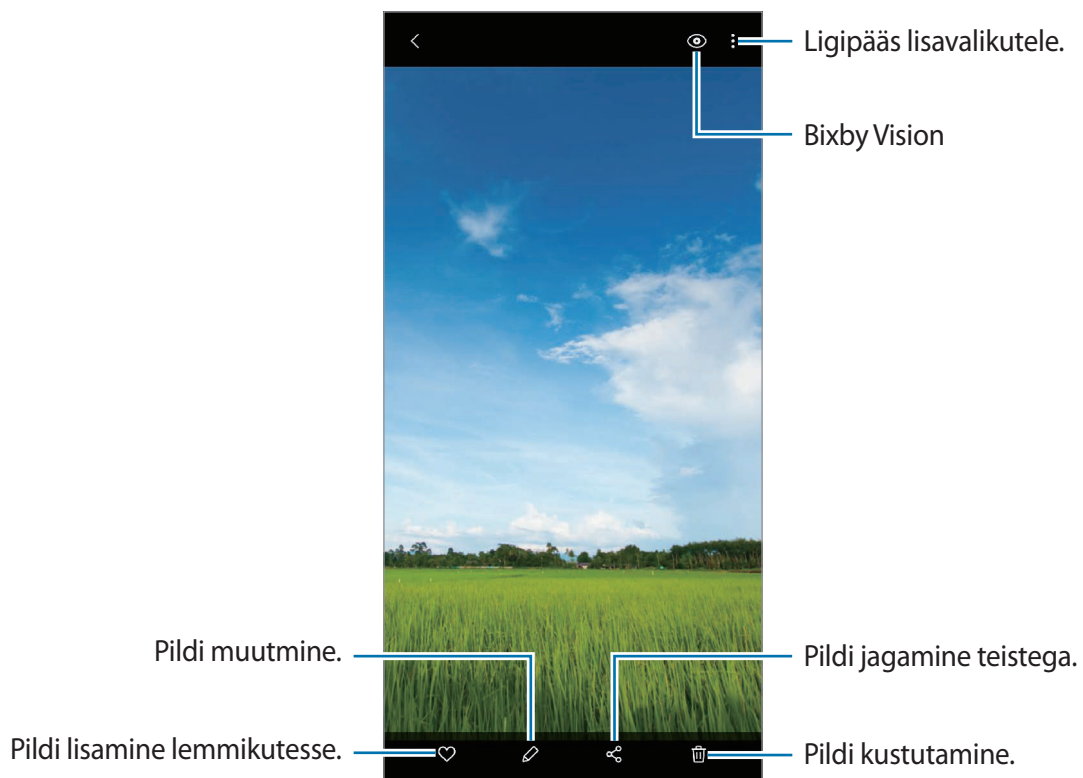 Ligipääs lisavalikutele.
Bixby Vision
Pildi muutmine.
Pildi jagamine teistega.
Pildi lisamine lemmikutesse.
Pildi kustutamine.